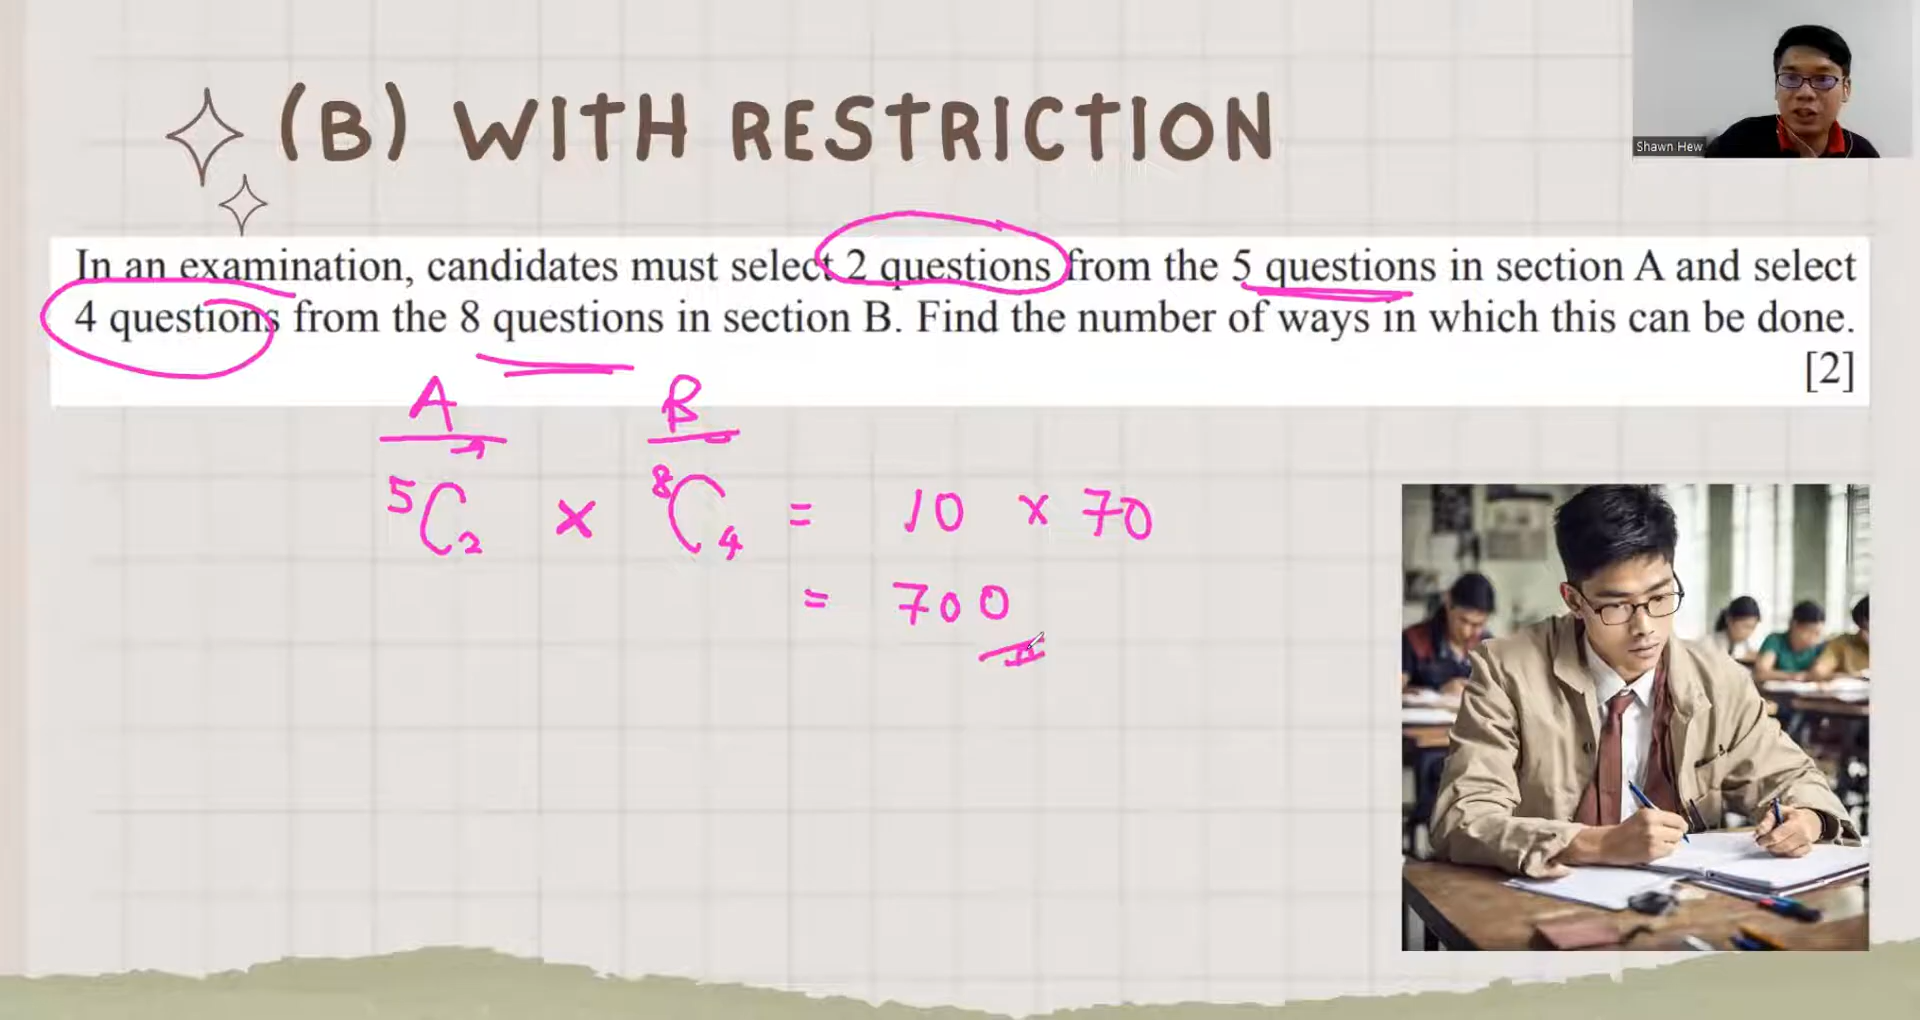 (B) WITH RESTRICTION
Shawn Hew
In an examination, candidates must select 2 questions from the 5 questions in section A and select
4 questions from the 8 questions in section B. Find the number of ways in which this can be done.
[2]
A B
⁵C₂ × ⁸C₄ = 10 × 70
= 700